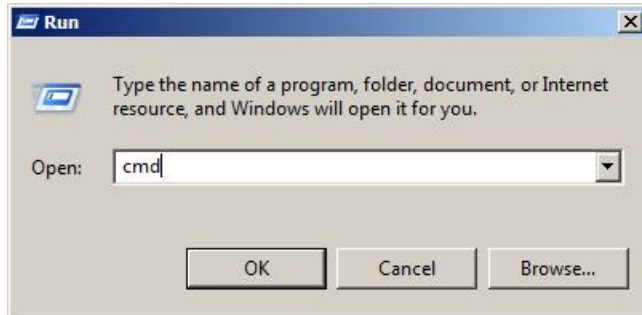 Run
Type the name of a program, folder, document, or Internet
resource, and Windows will open it for you.
Open: cmd
OK Cancel Browse...